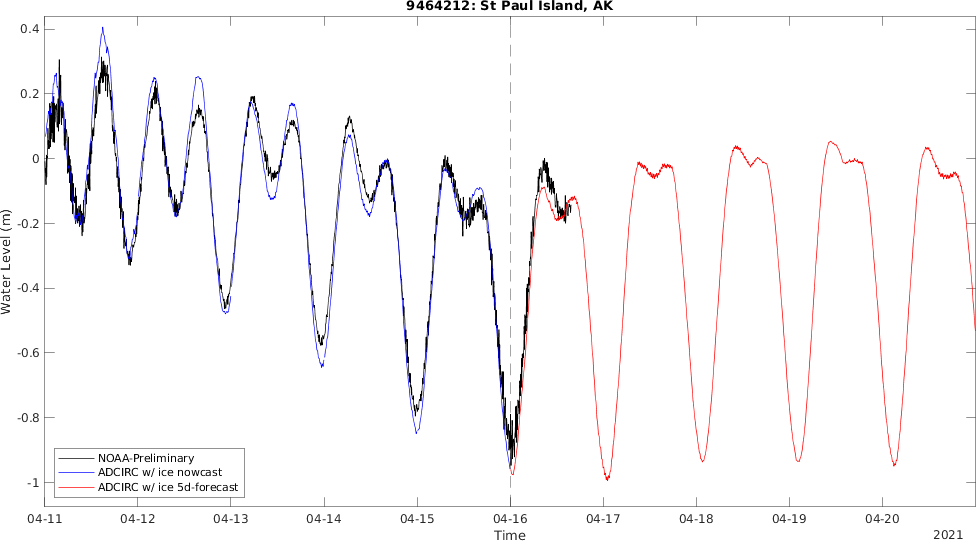 9464212: St Paul Island, AK
Water Level (m)
0.4
0.2
0
-0.2
-0.4
-0.6
-0.8
-1
NOAA-Preliminary
ADCIRC w/ ice nowcast
ADCIRC w/ ice 5d-forecast
04-11 04-12 04-13 04-14 04-15 04-16 04-17 04-18 04-19 04-20
Time
2021